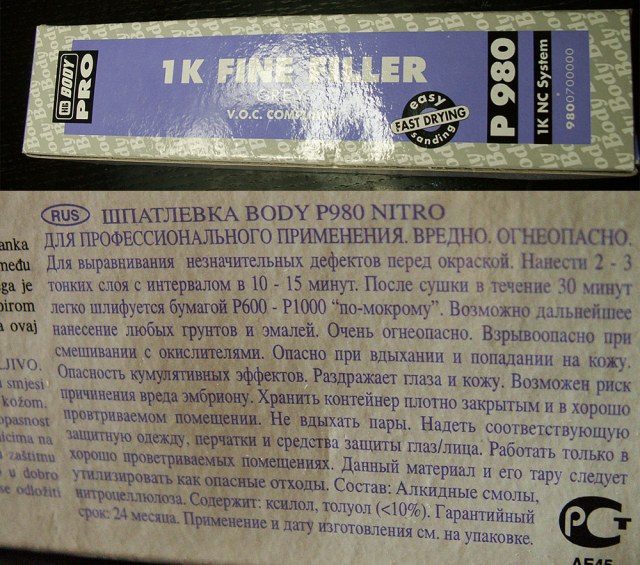 HB BODY
PRO
1K FINE FILLER
GREY
V.O.C.
easy
FAST DRYING
sanding
P 980
1K NC System
9800700000
RUS ШПАТЛЕВКА BODY P980 NITRO
ДЛЯ ПРОФЕССИОНАЛЬНОГО ПРИМЕНЕНИЯ. ВРЕДНО. ОГНЕОПАСНО.
Для выравнивания незначительных дефектов перед окраской. Нанести 2 - 3
тонких слоя с интервалом в 10 - 15 минут. После сушки в течение 30 минут
легко шлифуется бумагой P600 - P1000 “по-мокрому”. Возможно дальнейшее
нанесение любых грунтов и эмалей. Очень огнеопасно. Взрывоопасно при
смешивании с окислителями. Опасно при вдыхании и попадании на кожу.
Опасность кумулятивных эффектов. Раздражает глаза и кожу. Возможен риск
причинения вреда эмбриону. Хранить контейнер плотно закрытым и в хорошо
провтриваемом помещении. Не вдыхать пары. Надеть соответствующую
защитную одежду, перчатки и средства защиты глаз/лица. Работать только в
хорошо проветриваемых помещениях. Данный материал и его тару следует
утилизировать как опасные отходы. Состав: Алкидные смолы,
нитроцеллюлоза. Содержит: ксилол, толуол (<10%). Гарантийный
срок: 24 месяца. Применение и дату изготовления см. на упаковке.
anka
među
ga je
pirom
a ovaj
LJIVO.
smjesi
kožom.
opasnost
icima na
zaštitu
u dobro
se odložiti
РСТ